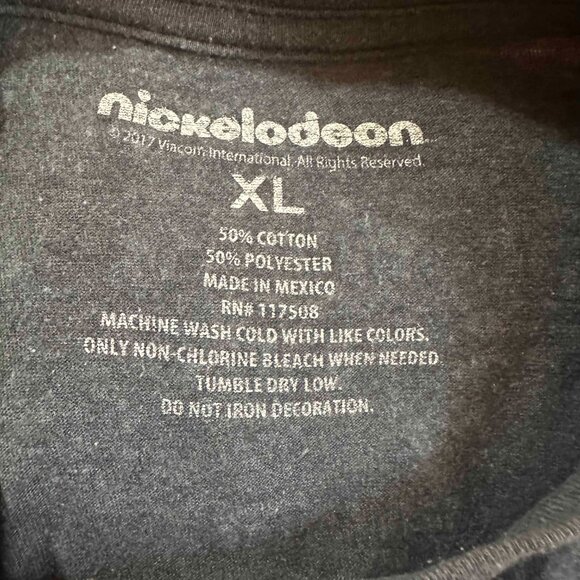 nickelodeon
© 2017 Viacom International. All Rights Reserved.
XL
50% COTTON
50% POLYESTER
MADE IN MEXICO
RN# 117508
MACHINE WASH COLD WITH LIKE COLORS.
ONLY NON-CHLORINE BLEACH WHEN NEEDED
TUMBLE DRY LOW.
DO NOT IRON DECORATION.